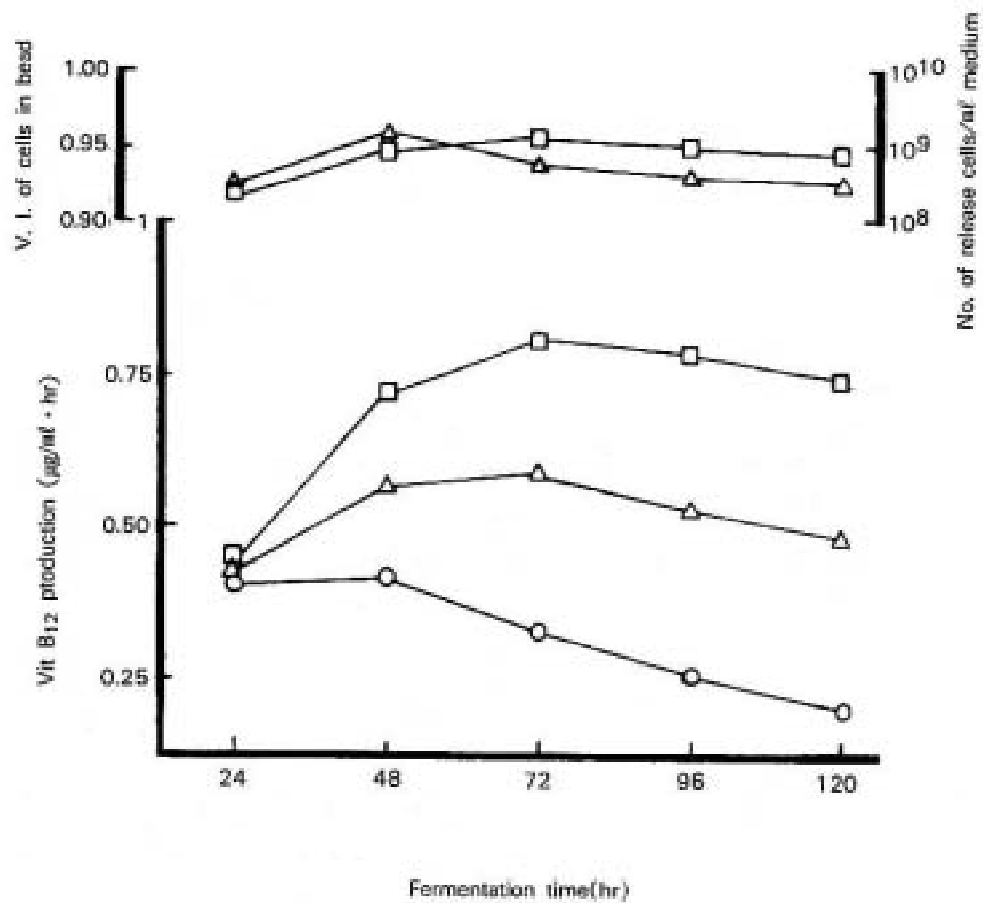 V. I. of cells in bead
1.00
0.95
0.90
10^10
10^9
10^8
No. of release cells/mℓ medium
Vit B12 ptoduction (μg/mℓ · hr)
1
0.75
0.50
0.25
24 48 72 96 120
Fermentation time(hr)